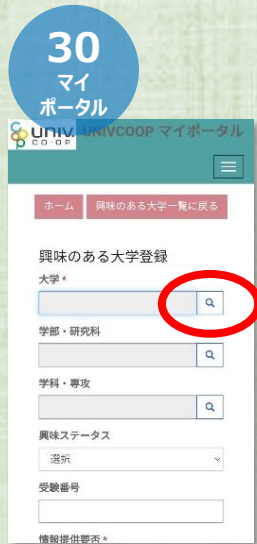 30
マイ
ポータル
UNIV.
CO-OP
UNIVCOOP マイポータル
ホーム 興味のある大学一覧に戻る
興味のある大学登録
大学*
学部・研究科
学科・専攻
興味ステータス
選択
受験番号
情報提供要否*